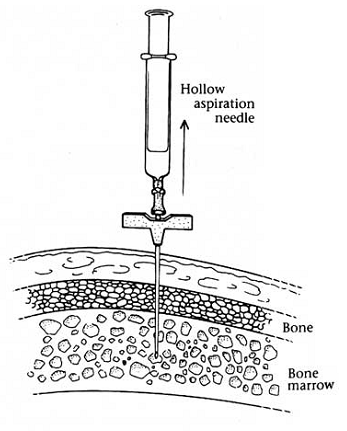 Hollow
aspiration
needle
Bone
Bone
marrow